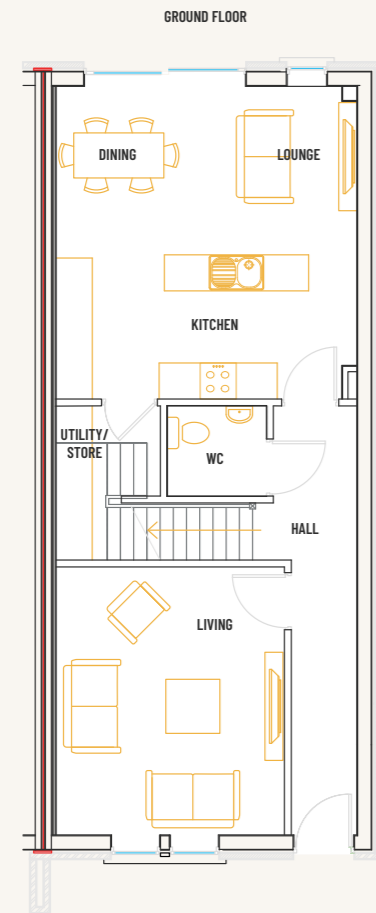 GROUND FLOOR
DINING
LOUNGE
KITCHEN
UTILITY/
STORE
WC
HALL
LIVING